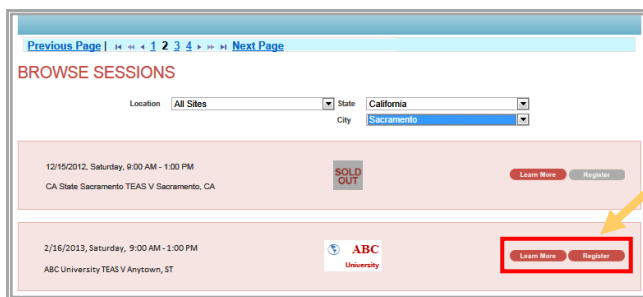 Previous Page | 1 2 3 4 Next Page
BROWSE SESSIONS
Location All Sites State California
City Sacramento
12/15/2012, Saturday, 9:00 AM - 1:00 PM
CA State Sacramento TEAS V Sacramento, CA
SOLD
OUT
Learn More Register
2/16/2013, Saturday, 9:00 AM - 1:00 PM
ABC University TEAS V Anytown, ST
ABC
University
Learn More Register